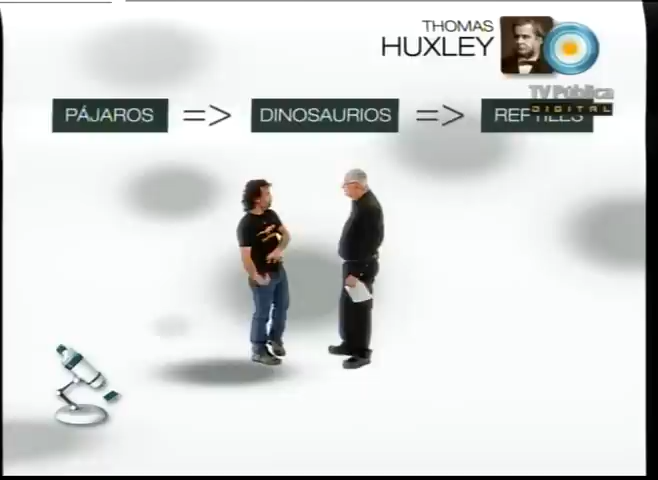 THOMAS
HUXLEY
TV Pública
DIGITAL
PÁJAROS => DINOSAURIOS => REPTILES